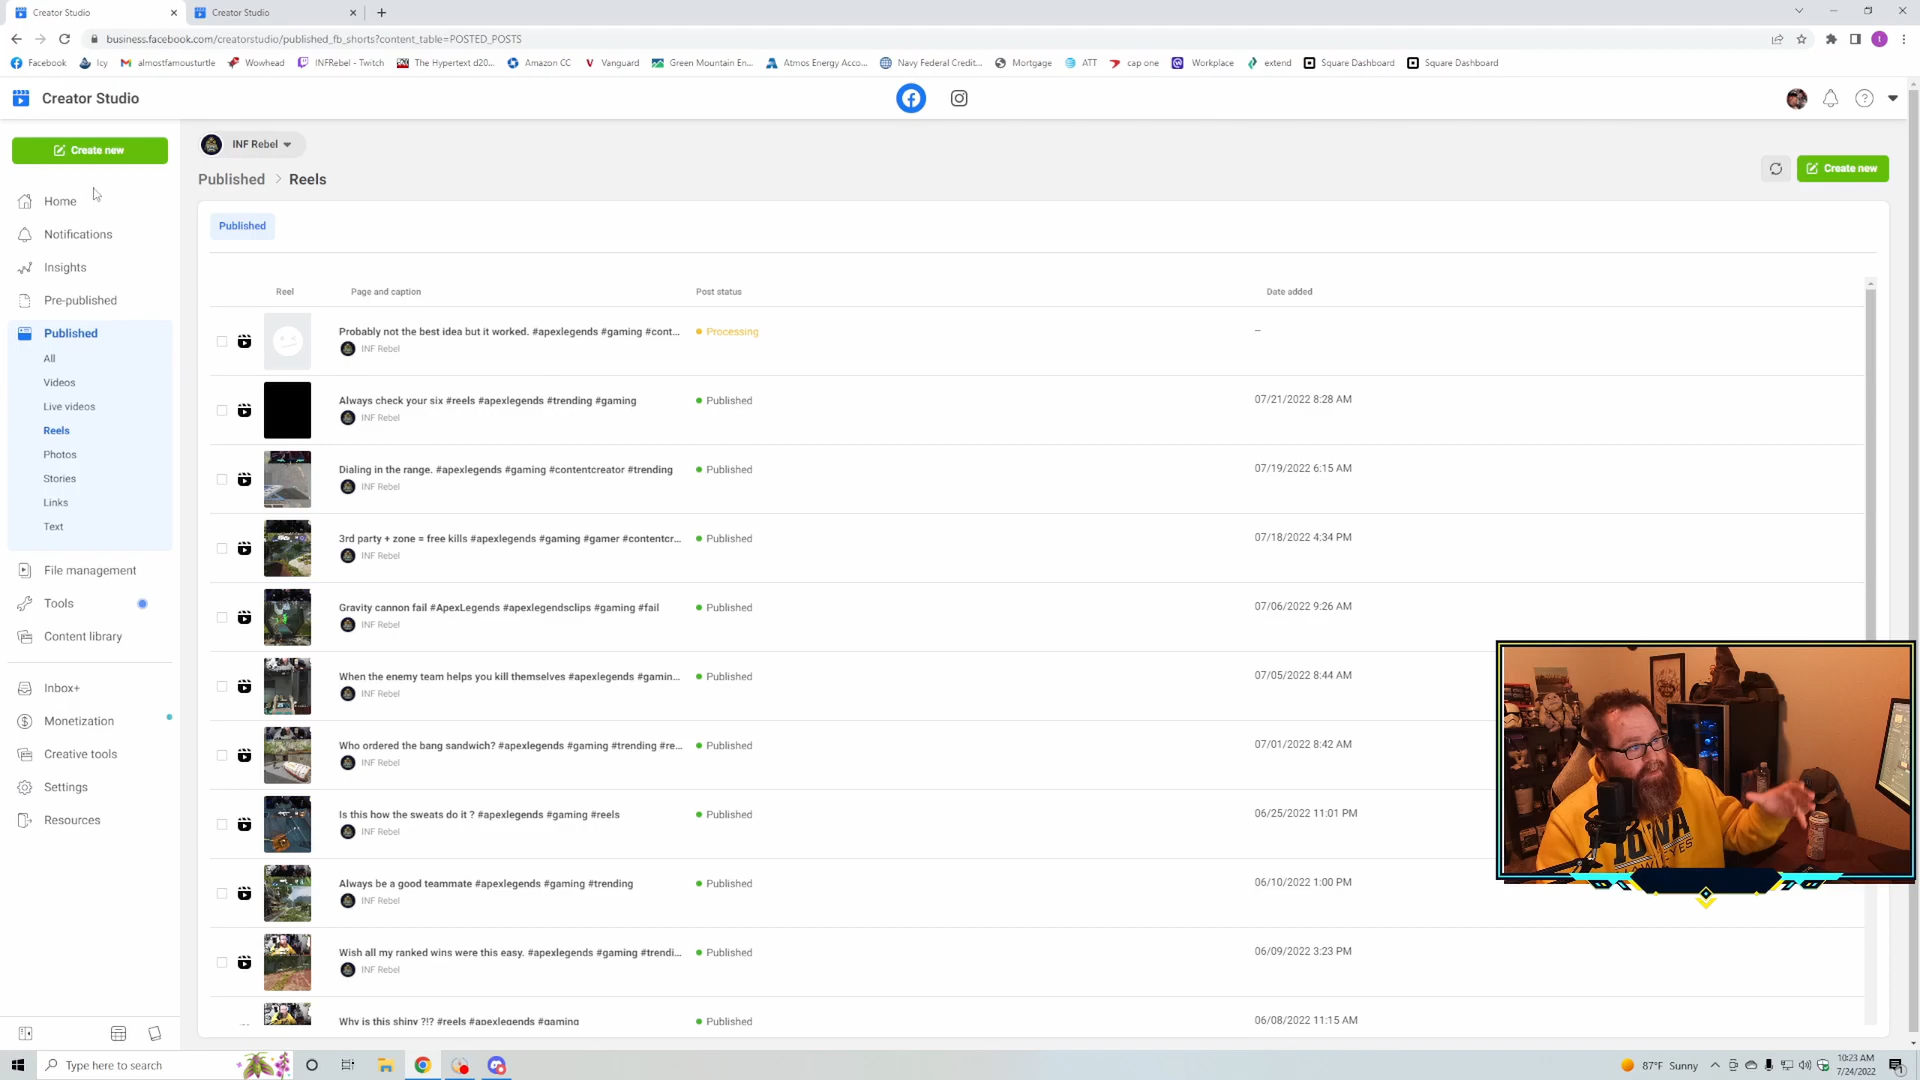 Creator Studio
Creator Studio
business.facebook.com/creatorstudio/published_fb_shorts?content_table=POSTED_POSTS
Facebook
Icy
almostfamousturtle
Wowhead
INFRebel - Twitch
The Hypertext d20...
Amazon CC
Vanguard
Green Mountain En...
Atmos Energy Acco...
Navy Federal Credit...
Mortgage
ATT
cap one
Workplace
extend
Square Dashboard
Square Dashboard
Creator Studio
Create new
INF Rebel
Published > Reels
Create new
Home
Notifications
Insights
Pre-published
Published
All
Videos
Live videos
Reels
Photos
Stories
Links
Text
File management
Tools
Content library
Inbox+
Monetization
Creative tools
Settings
Resources
Published
Reel Page and caption Post status Date added
Probably not the best idea but it worked. #apexlegends #gaming #cont... Processing –
INF Rebel
Always check your six #reels #apexlegends #trending #gaming Published 07/21/2022 8:28 AM
INF Rebel
Dialing in the range. #apexlegends #gaming #contentcreator #trending Published 07/19/2022 6:15 AM
INF Rebel
3rd party + zone = free kills #apexlegends #gaming #gamer #contentcr... Published 07/18/2022 4:34 PM
INF Rebel
Gravity cannon fail #ApexLegends #apexlegendsclips #gaming #fail Published 07/06/2022 9:26 AM
INF Rebel
When the enemy team helps you kill themselves #apexlegends #gamin... Published 07/05/2022 8:44 AM
INF Rebel
Who ordered the bang sandwich? #apexlegends #gaming #trending #re... Published 07/01/2022 8:42 AM
INF Rebel
Is this how the sweats do it ? #apexlegends #gaming #reels Published 06/25/2022 11:01 PM
INF Rebel
Always be a good teammate #apexlegends #gaming #trending Published 06/10/2022 1:00 PM
INF Rebel
Wish all my ranked wins were this easy. #apexlegends #gaming #trendi... Published 06/09/2022 3:23 PM
INF Rebel
Why is this shiny ?!? #reels #apexlegends #gaming Published 06/08/2022 11:15 AM
IOWA
Type here to search
87°F Sunny
10:23 AM
7/24/2022